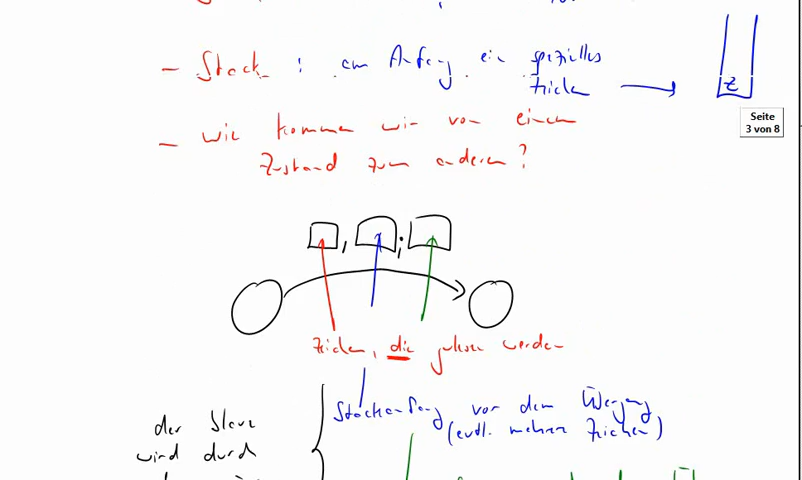 - Stack : am Anfang ein spezielles
Zeichen
Z
Seite
3 von 8
- wie kommen wir von einem
Zustand zum anderen?
, ;
Zeichen, die gelesen werden
Stackanfang vor dem Übergang
(evtl. mehrere Zeichen)
der
wird durch